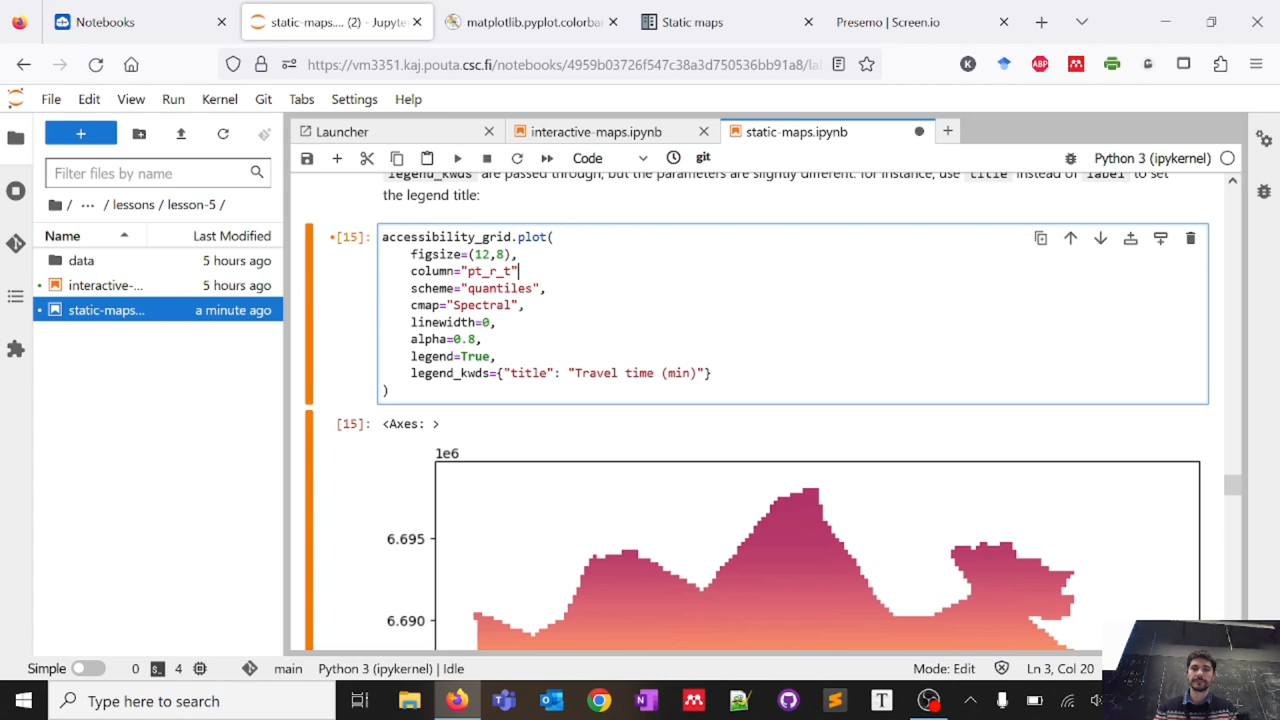 Notebooks
static-maps.... (2) - Jupyter
matplotlib.pyplot.colorbar
Static maps
Presemo | Screen.io
https://vm3351.kaj.pouta.csc.fi/notebooks/4959b03726f547c38a3d750536bb91a8/la
K
ABP
File Edit View Run Kernel Git Tabs Settings Help
Launcher
interactive-maps.ipynb
static-maps.ipynb
Filter files by name
Code
git
Python 3 (ipykernel)
/ ... / lessons / lesson-5 /
Name
Last Modified
data 5 hours ago
interactive-... 5 hours ago
static-maps... a minute ago
legend_kwds are passed through, but the parameters are slightly different: for instance, use title instead of label to set
the legend title:
[15]:
accessibility_grid.plot(
figsize=(12,8),
column="pt_r_t"
scheme="quantiles",
cmap="Spectral",
linewidth=0,
alpha=0.8,
legend=True,
legend_kwds={"title": "Travel time (min)"}
)
[15]: <Axes: >
1e6
6.695
6.690
Simple
0
4
main
Python 3 (ipykernel) | Idle
Mode: Edit
Ln 3, Col 20
Type here to search